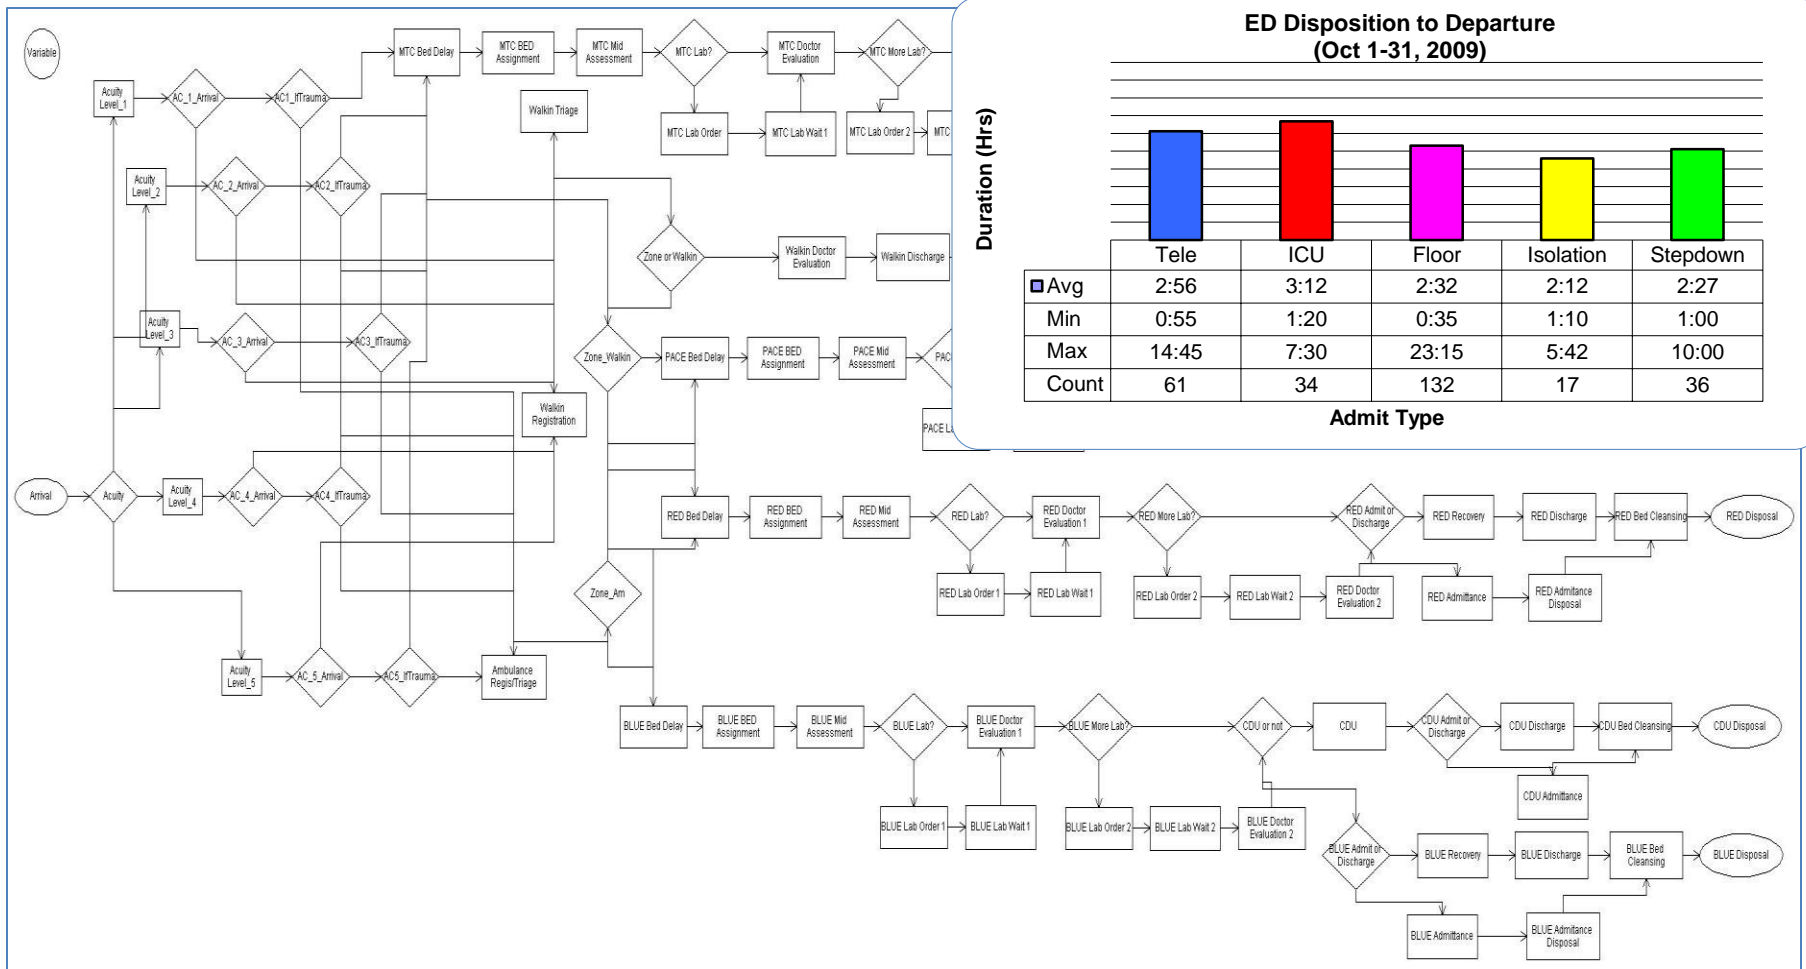 Variable
MTC Bed Delay
MTC BED
Assignment
MTC Mid
Assessment
MTC Lab?
MTC Doctor
Evaluation
MTC More Lab?
Acuity
Level_1
AC_1_Arrival
AC1_IfTrauma
Walkin Triage
MTC Lab Order
MTC Lab Wait 1
MTC Lab Order 2
MTC
Acuity
Level_2
AC_2_Arrival
AC2_IfTrauma
Zone or Walkin
Walkin Doctor
Evaluation
Walkin Discharge
Acuity
Level_3
AC_3_Arrival
AC3_IfTrauma
Zone_Walkin
PACE Bed Delay
PACE BED
Assignment
PACE Mid
Assessment
PACE
Walkin
Registration
PACE L
Arrival
Acuity
Acuity
Level_4
AC_4_Arrival
AC4_IfTrauma
RED Bed Delay
RED BED
Assignment
RED Mid
Assessment
RED Lab?
RED Doctor
Evaluation 1
RED More Lab?
RED Admit or
Discharge
RED Recovery
RED Discharge
RED Bed Cleansing
RED Disposal
Zone_Am
RED Lab Order 1
RED Lab Wait 1
RED Lab Order 2
RED Lab Wait 2
RED Doctor
Evaluation 2
RED Admittance
RED Admitance
Disposal
Acuity
Level_5
AC_5_Arrival
AC5_IfTrauma
Ambulance
Regis/Triage
BLUE Bed Delay
BLUE BED
Assignment
BLUE Mid
Assessment
BLUE Lab?
BLUE Doctor
Evaluation 1
BLUE More Lab?
CDU or not
CDU
CDU Admit or
Discharge
CDU Discharge
CDU Bed Cleansing
CDU Disposal
CDU Admittance
BLUE Lab Order 1
BLUE Lab Wait 1
BLUE Lab Order 2
BLUE Lab Wait 2
BLUE Doctor
Evaluation 2
BLUE Admit or
Discharge
BLUE Recovery
BLUE Discharge
BLUE Bed
Cleansing
BLUE Disposal
BLUE Admittance
BLUE Admitance
Disposal
ED Disposition to Departure
(Oct 1-31, 2009)
Duration (Hrs)
Tele ICU Floor Isolation Stepdown
Avg 2:56 3:12 2:32 2:12 2:27
Min 0:55 1:20 0:35 1:10 1:00
Max 14:45 7:30 23:15 5:42 10:00
Count 61 34 132 17 36
Admit Type